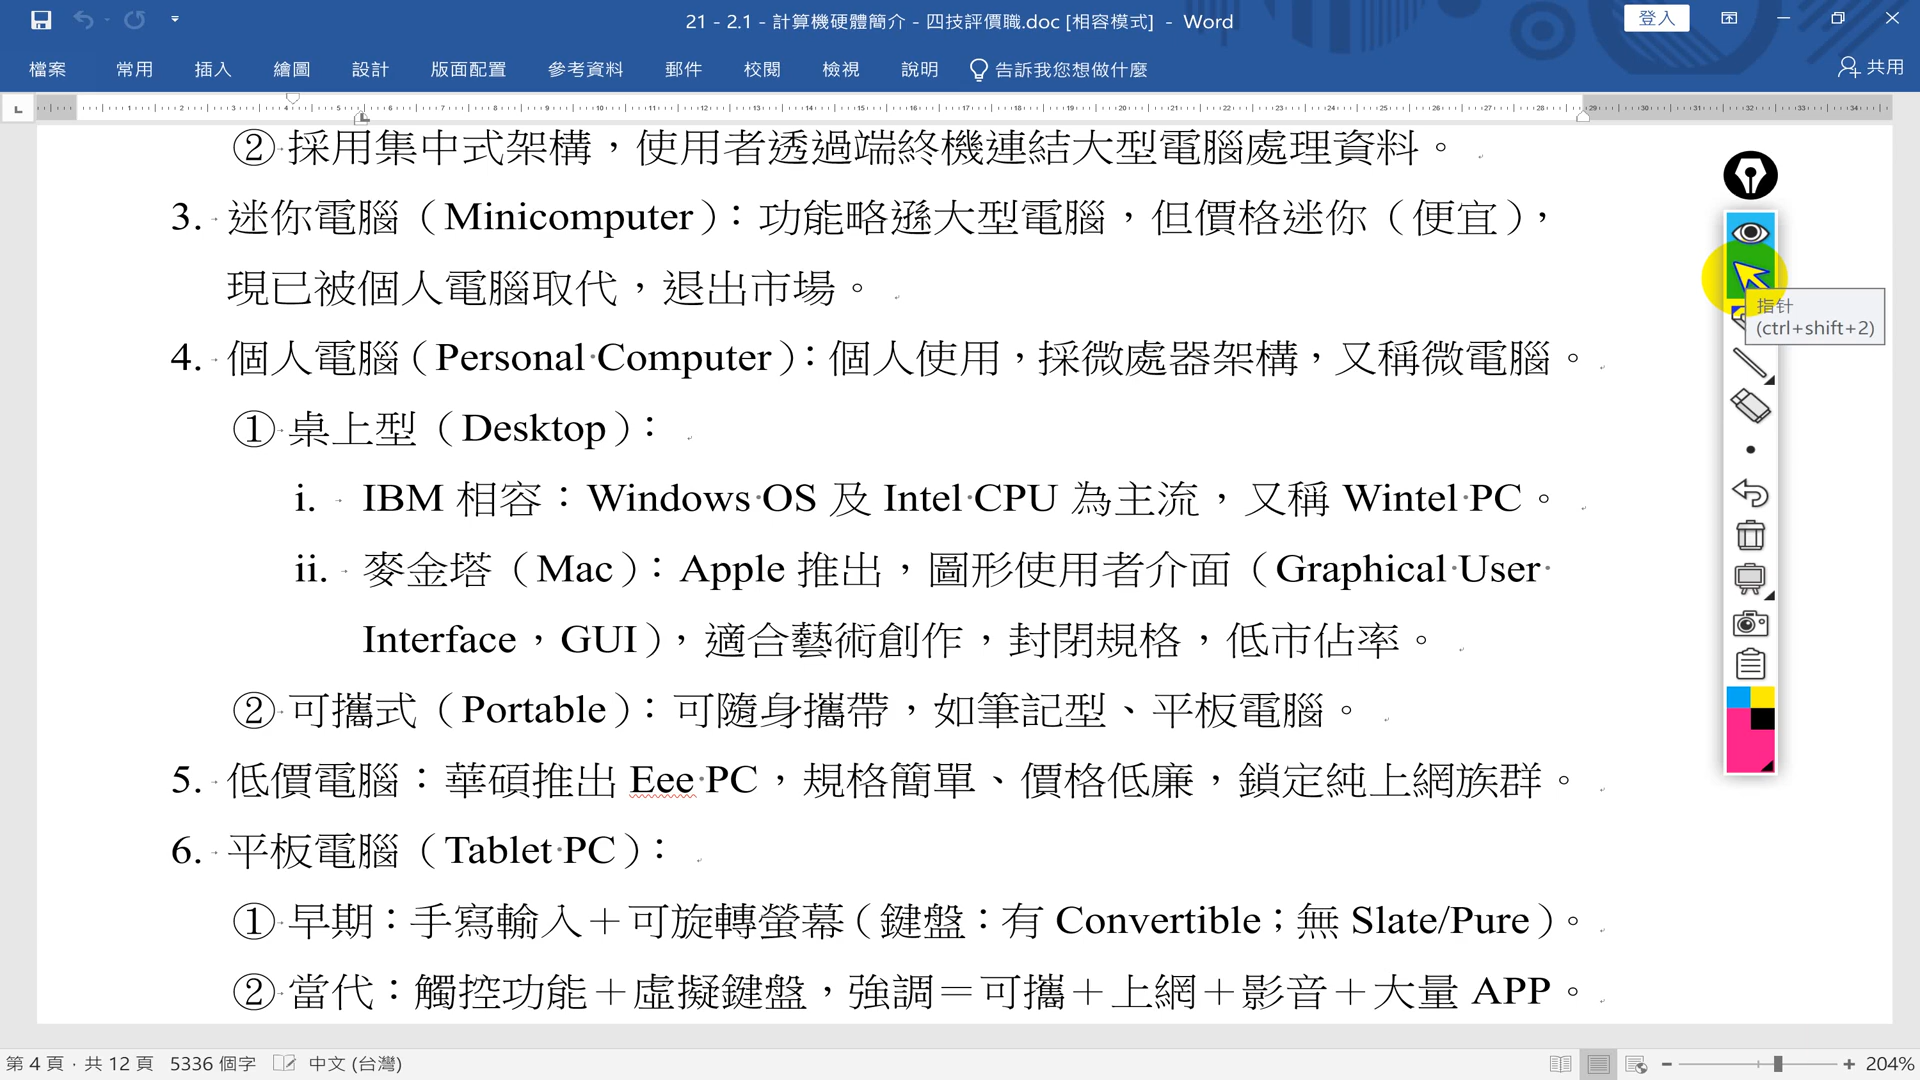 21 - 2.1 - 計算機硬體簡介 - 四技評價職.doc [相容模式] - Word
登入
檔案 常用 插入 繪圖 設計 版面配置 參考資料 郵件 校閱 檢視 說明 告訴我您想做什麼 共用
②採用集中式架構，使用者透過端終機連結大型電腦處理資料。
3. 迷你電腦（Minicomputer）：功能略遜大型電腦，但價格迷你（便宜），
現已被個人電腦取代，退出市場。
指针
(ctrl+shift+2)
4. 個人電腦（Personal Computer）：個人使用，採微處器架構，又稱微電腦。
①桌上型（Desktop）：
i. IBM 相容：Windows OS 及 Intel CPU 為主流，又稱 Wintel PC。
ii. 麥金塔（Mac）：Apple 推出，圖形使用者介面（Graphical User
Interface，GUI），適合藝術創作，封閉規格，低市佔率。
②可攜式（Portable）：可隨身攜帶，如筆記型、平板電腦。
5. 低價電腦：華碩推出 Eee PC，規格簡單、價格低廉，鎖定純上網族群。
6. 平板電腦（Tablet PC）：
①早期：手寫輸入＋可旋轉螢幕（鍵盤：有 Convertible；無 Slate/Pure）。
②當代：觸控功能＋虛擬鍵盤，強調＝可攜＋上網＋影音＋大量 APP。
第 4 頁，共 12 頁 5336 個字 中文 (台灣) 204%